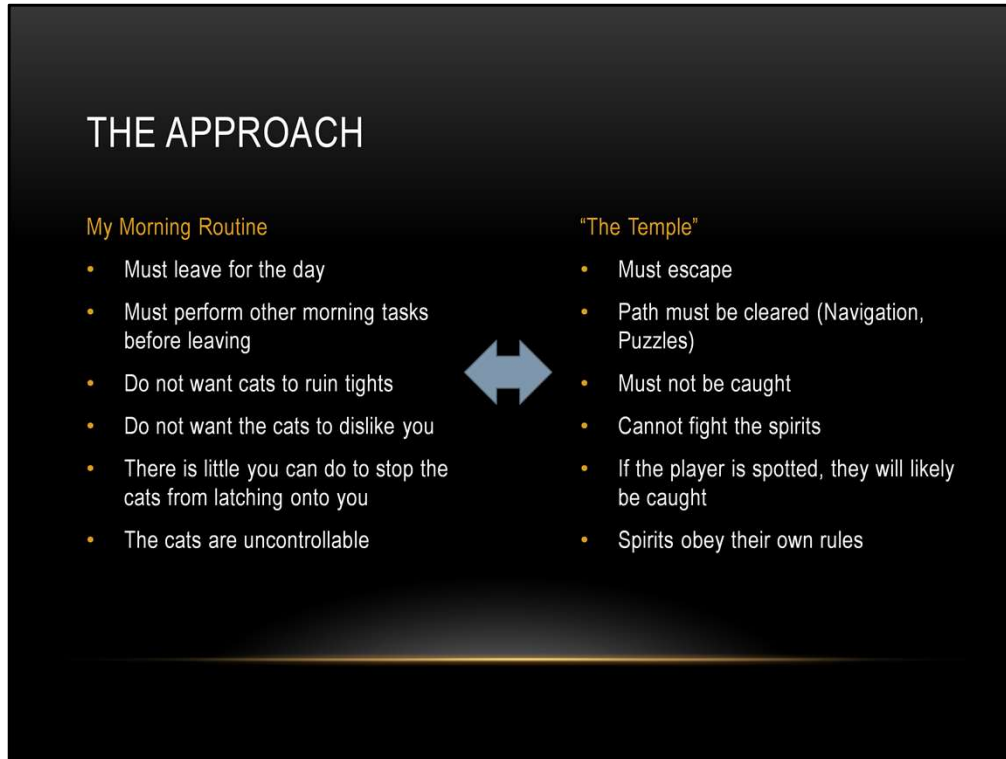 THE APPROACH
My Morning Routine
• Must leave for the day
• Must perform other morning tasks
before leaving
• Do not want cats to ruin tights
• Do not want the cats to dislike you
• There is little you can do to stop the
cats from latching onto you
• The cats are uncontrollable
“The Temple”
• Must escape
• Path must be cleared (Navigation,
Puzzles)
• Must not be caught
• Cannot fight the spirits
• If the player is spotted, they will likely
be caught
• Spirits obey their own rules